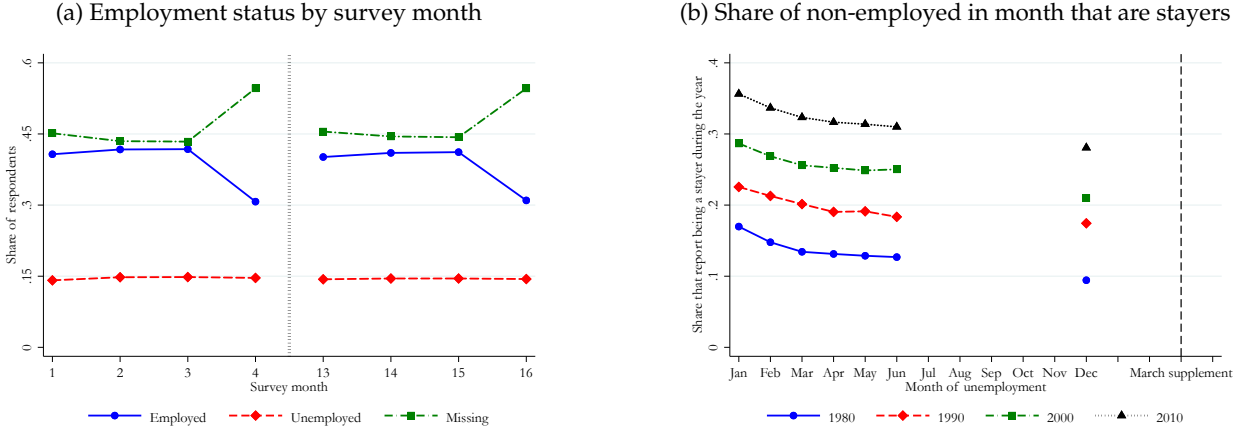 (a) Employment status by survey month
Share of respondents
.6
.45
.3
.15
0
1 2 3 4 13 14 15 16
Survey month
Employed Unemployed Missing
(b) Share of non-employed in month that are stayers
Share that report being a stayer during the year
.4
.3
.2
.1
0
Jan Feb Mar Apr May Jun Jul Aug Sep Oct Nov Dec March supplement
Month of unemployment
1980 1990 2000 2010